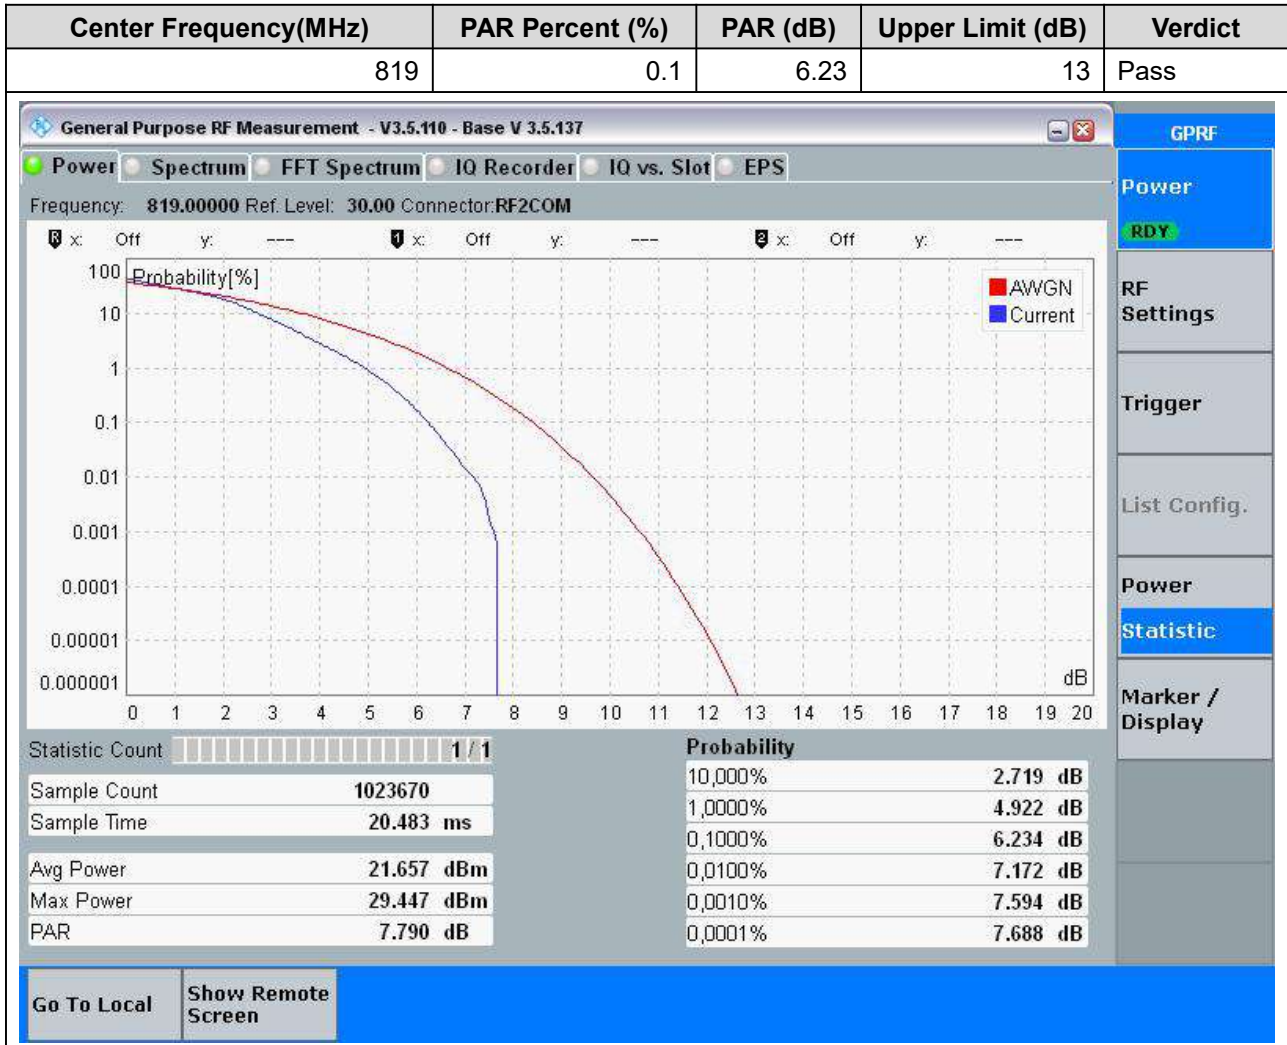 Center Frequency(MHz) PAR Percent (%) PAR (dB) Upper Limit (dB) Verdict
819 0.1 6.23 13 Pass
General Purpose RF Measurement - V3.5.110 - Base V 3.5.137
GPRF
Power Spectrum FFT Spectrum IQ Recorder IQ vs. Slot EPS
Power
RDY
Frequency: 819.00000 Ref. Level: 30.00 Connector:RF2COM
R x: Off y: --- 1 x: Off y: --- 2 x: Off y: ---
Probability[%]
AWGN
Current
100
10
1
0.1
0.01
0.001
0.0001
0.00001
0.000001
dB
0 1 2 3 4 5 6 7 8 9 10 11 12 13 14 15 16 17 18 19 20
RF
Settings
Trigger
List Config.
Power
Statistic
Marker /
Display
Statistic Count 1 / 1
Sample Count 1023670
Sample Time 20.483 ms
Avg Power 21.657 dBm
Max Power 29.447 dBm
PAR 7.790 dB
Probability
10,000% 2.719 dB
1,0000% 4.922 dB
0,1000% 6.234 dB
0,0100% 7.172 dB
0,0010% 7.594 dB
0,0001% 7.688 dB
Go To Local
Show Remote
Screen